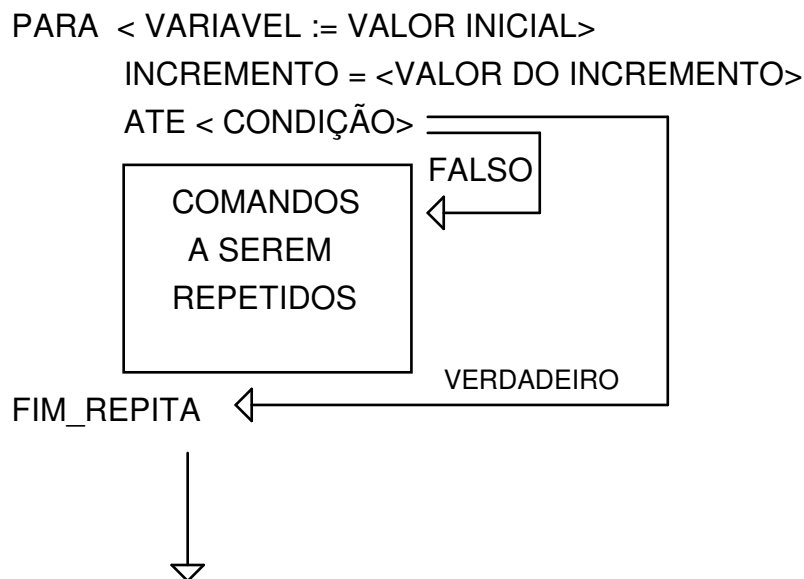 PARA < VARIAVEL := VALOR INICIAL>
INCREMENTO = <VALOR DO INCREMENTO>
ATE < CONDIÇÃO>
FALSO
COMANDOS
A SEREM
REPETIDOS
VERDADEIRO
FIM_REPITA